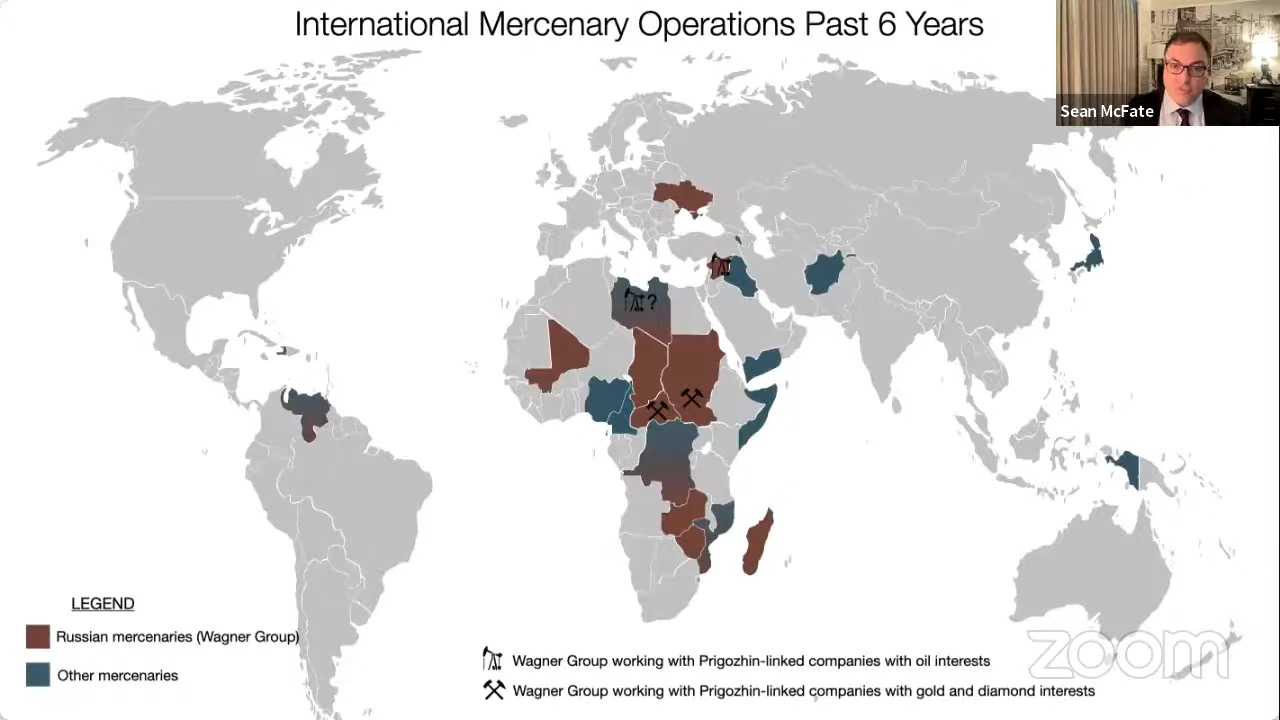 International Mercenary Operations Past 6 Years
Sean McFate
?
LEGEND
Russian mercenaries (Wagner Group)
Other mercenaries
Wagner Group working with Prigozhin-linked companies with oil interests
Wagner Group working with Prigozhin-linked companies with gold and diamond interests
zoom